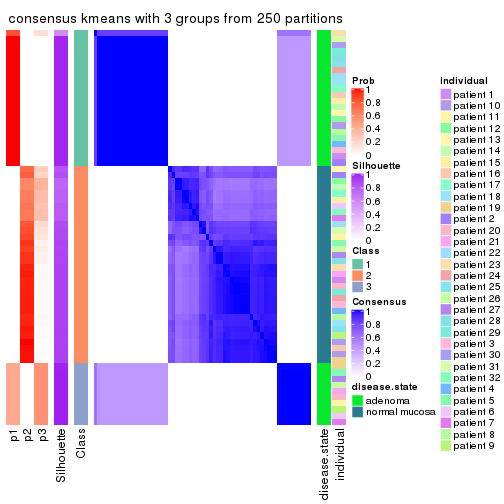 consensus kmeans with 3 groups from 250 partitions
p1
p2
p3
Silhouette
Class
disease.state
individual
Prob
1
0.8
0.6
0.4
0.2
0
Silhouette
1
0.8
0.6
0.4
0.2
0
Class
1
2
3
Consensus
1
0.8
0.6
0.4
0.2
0
disease.state
adenoma
normal mucosa
individual
patient 1
patient 10
patient 11
patient 12
patient 13
patient 14
patient 15
patient 16
patient 17
patient 18
patient 19
patient 2
patient 20
patient 21
patient 22
patient 23
patient 24
patient 25
patient 26
patient 27
patient 28
patient 29
patient 3
patient 30
patient 31
patient 32
patient 4
patient 5
patient 6
patient 7
patient 8
patient 9